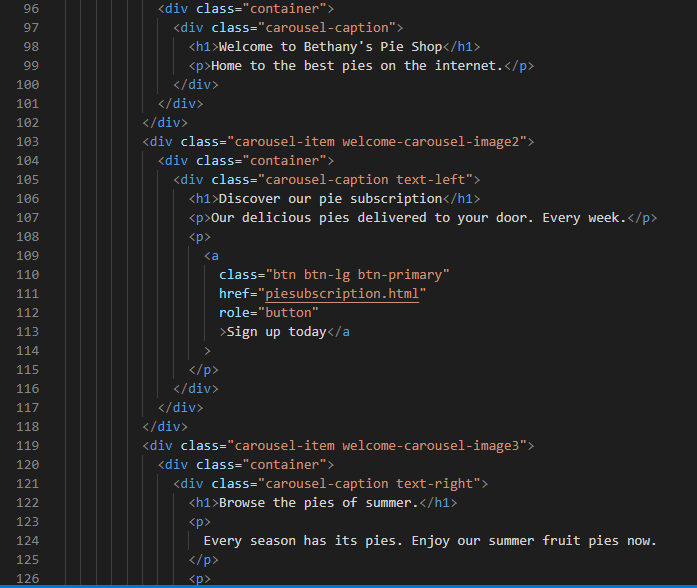 96 <div class="container">
97 <div class="carousel-caption">
98 <h1>Welcome to Bethany's Pie Shop</h1>
99 <p>Home to the best pies on the internet.</p>
100 </div>
101 </div>
102 </div>
103 <div class="carousel-item welcome-carousel-image2">
104 <div class="container">
105 <div class="carousel-caption text-left">
106 <h1>Discover our pie subscription</h1>
107 <p>Our delicious pies delivered to your door. Every week.</p>
108 <p>
109 <a
110 class="btn btn-lg btn-primary"
111 href="piesubscription.html"
112 role="button"
113 >Sign up today</a
114 >
115 </p>
116 </div>
117 </div>
118 </div>
119 <div class="carousel-item welcome-carousel-image3">
120 <div class="container">
121 <div class="carousel-caption text-right">
122 <h1>Browse the pies of summer.</h1>
123 <p>
124 Every season has its pies. Enjoy our summer fruit pies now.
125 </p>
126 <p>